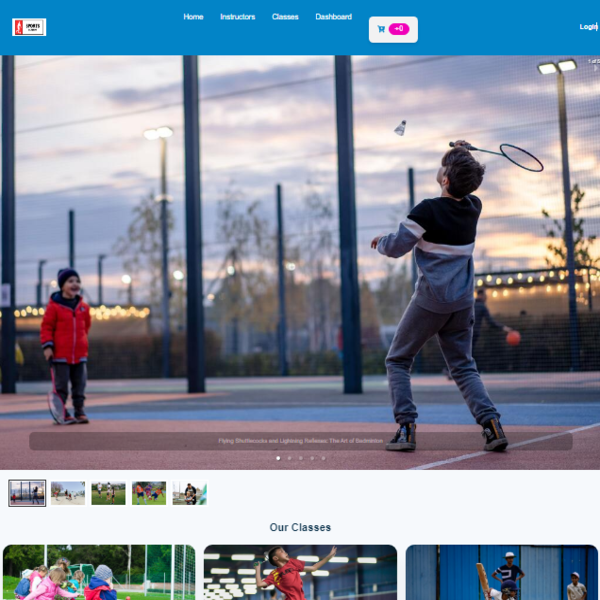 SPORTS
Home
Instructors
Classes
Dashboard
+0
Login
Flying Shuttlecocks and Lightning Reflexes: The Art of Badminton
Our Classes